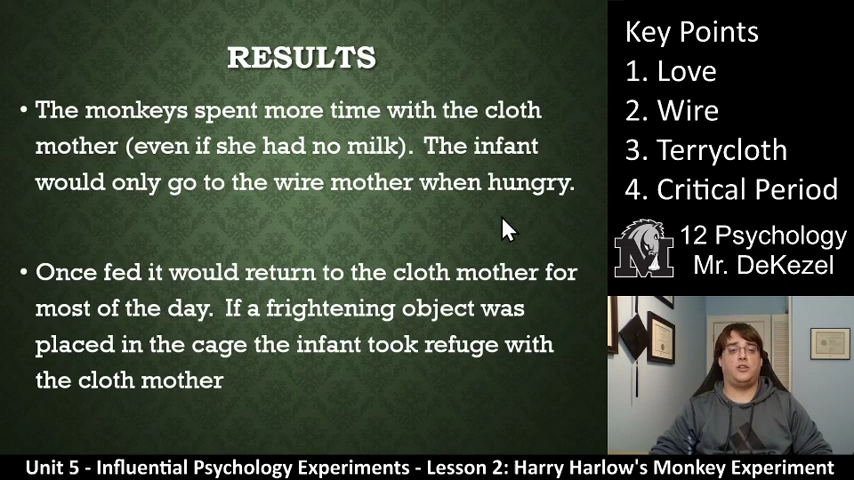 RESULTS
• The monkeys spent more time with the cloth
mother (even if she had no milk). The infant
would only go to the wire mother when hungry.
• Once fed it would return to the cloth mother for
most of the day. If a frightening object was
placed in the cage the infant took refuge with
the cloth mother
Key Points
1. Love
2. Wire
3. Terrycloth
4. Critical Period
M
12 Psychology
Mr. DeKezel
Unit 5 - Influential Psychology Experiments - Lesson 2: Harry Harlow's Monkey Experiment